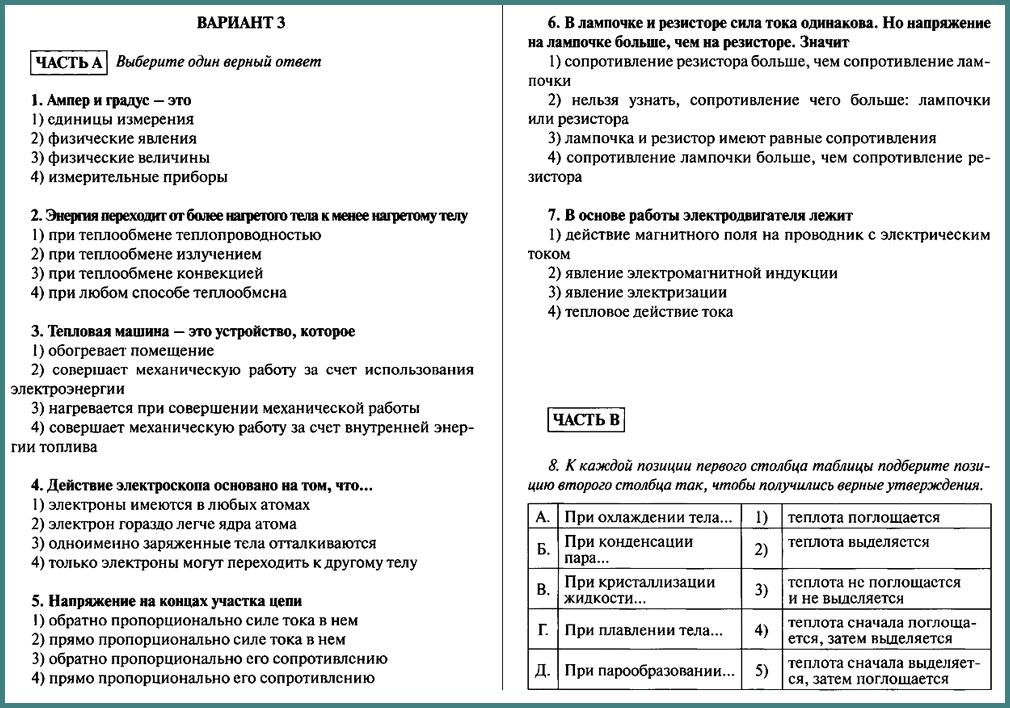 ВАРИАНТ 3
ЧАСТЬ А Выберите один верный ответ
1. Ампер и градус – это
1) единицы измерения
2) физические явления
3) физические величины
4) измерительные приборы
2. Энергия переходит от более нагретого тела к менее нагретому телу
1) при теплообмене теплопроводностью
2) при теплообмене излучением
3) при теплообмене конвекцией
4) при любом способе теплообмена
3. Тепловая машина – это устройство, которое
1) обогревает помещение
2) совершает механическую работу за счет использования
электроэнергии
3) нагревается при совершении механической работы
4) совершает механическую работу за счет внутренней энер-
гии топлива
4. Действие электроскопа основано на том, что...
1) электроны имеются в любых атомах
2) электрон гораздо легче ядра атома
3) одноименно заряженные тела отталкиваются
4) только электроны могут переходить к другому телу
5. Напряжение на концах участка цепи
1) обратно пропорционально силе тока в нем
2) прямо пропорционально силе тока в нем
3) обратно пропорционально его сопротивлению
4) прямо пропорционально его сопротивлению
6. В лампочке и резисторе сила тока одинакова. Но напряжение
на лампочке больше, чем на резисторе. Значит
1) сопротивление резистора больше, чем сопротивление лам-
почки
2) нельзя узнать, сопротивление чего больше: лампочки
или резистора
3) лампочка и резистор имеют равные сопротивления
4) сопротивление лампочки больше, чем сопротивление ре-
зистора
7. В основе работы электродвигателя лежит
1) действие магнитного поля на проводник с электрическим
током
2) явление электромагнитной индукции
3) явление электризации
4) тепловое действие тока
ЧАСТЬ В
8. К каждой позиции первого столбца таблицы подберите пози-
цию второго столбца так, чтобы получились верные утверждения.
А. При охлаждении тела... 1) теплота поглощается
Б. При конденсации
пара... 2) теплота выделяется
В. При кристаллизации
жидкости... 3) теплота не поглощается
и не выделяется
Г. При плавлении тела... 4) теплота сначала поглоща-
ется, затем выделяется
Д. При парообразовании... 5) теплота сначала выделяет-
ся, затем поглощается